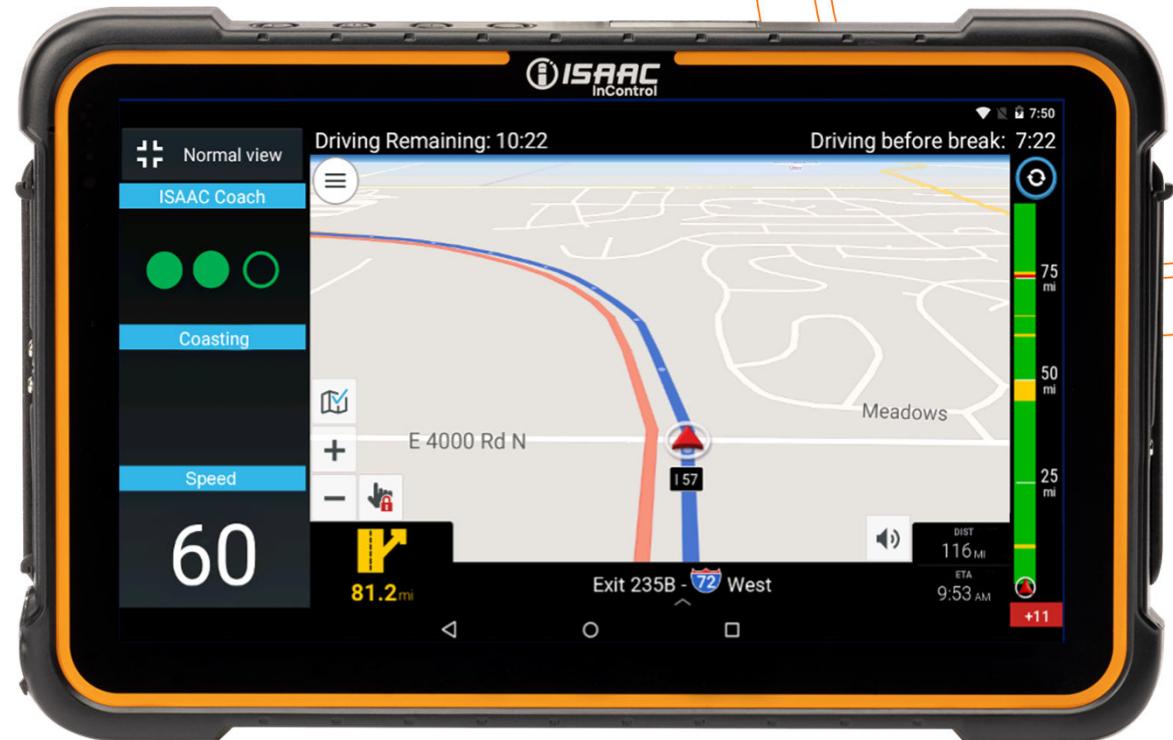 ISAAC
InControl
7:50
Normal view
Driving Remaining: 10:22
Driving before break: 7:22
ISAAC Coach
Coasting
Speed
60
E 4000 Rd N
Meadows
I 57
75
mi
50
mi
25
mi
81.2mi
Exit 235B - 72 West
DIST
116 MI
ETA
9:53 AM
+11